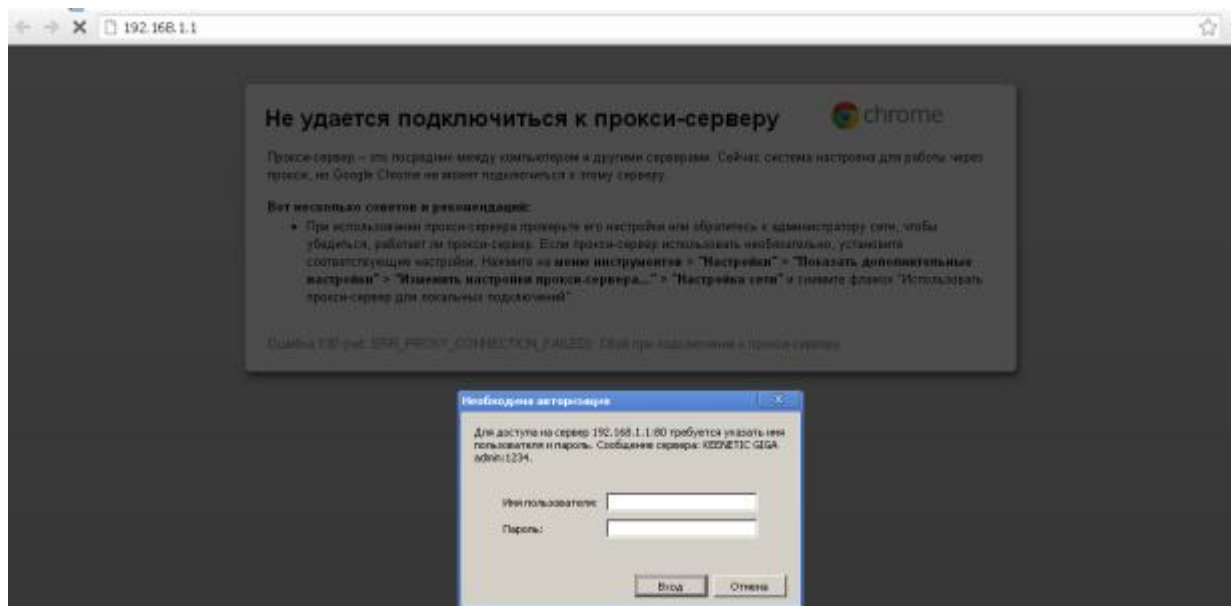 192.168.1.1
Не удается подключиться к прокси-серверу
chrome
Прокси-сервер – это посредник между компьютером и другими серверами. Сейчас система настроена для работы через
прокси, но Google Chrome не может подключиться к этому серверу.
Вот несколько советов и рекомендаций:
• При использовании прокси-сервера проверьте его настройки или обратитесь к администратору сети, чтобы
убедиться, работает ли прокси-сервер. Если прокси-сервер использовать необязательно, установите
соответствующие настройки. Нажмите на меню инструментов > "Настройки" > "Показать дополнительные
настройки" > "Изменить настройки прокси-сервера..." > "Настройка сети" и снимите флажок "Использовать
прокси-сервер для локальных подключений"
Ошибка 130 (net::ERR_PROXY_CONNECTION_FAILED): Сбой при подключении к прокси-серверу
Необходима авторизация
Для доступа на сервер 192.168.1.1:80 требуется указать имя
пользователя и пароль. Сообщение сервера: KEENETIC GIGA
admin:1234.
Имя пользователя:
Пароль:
Вход
Отмена